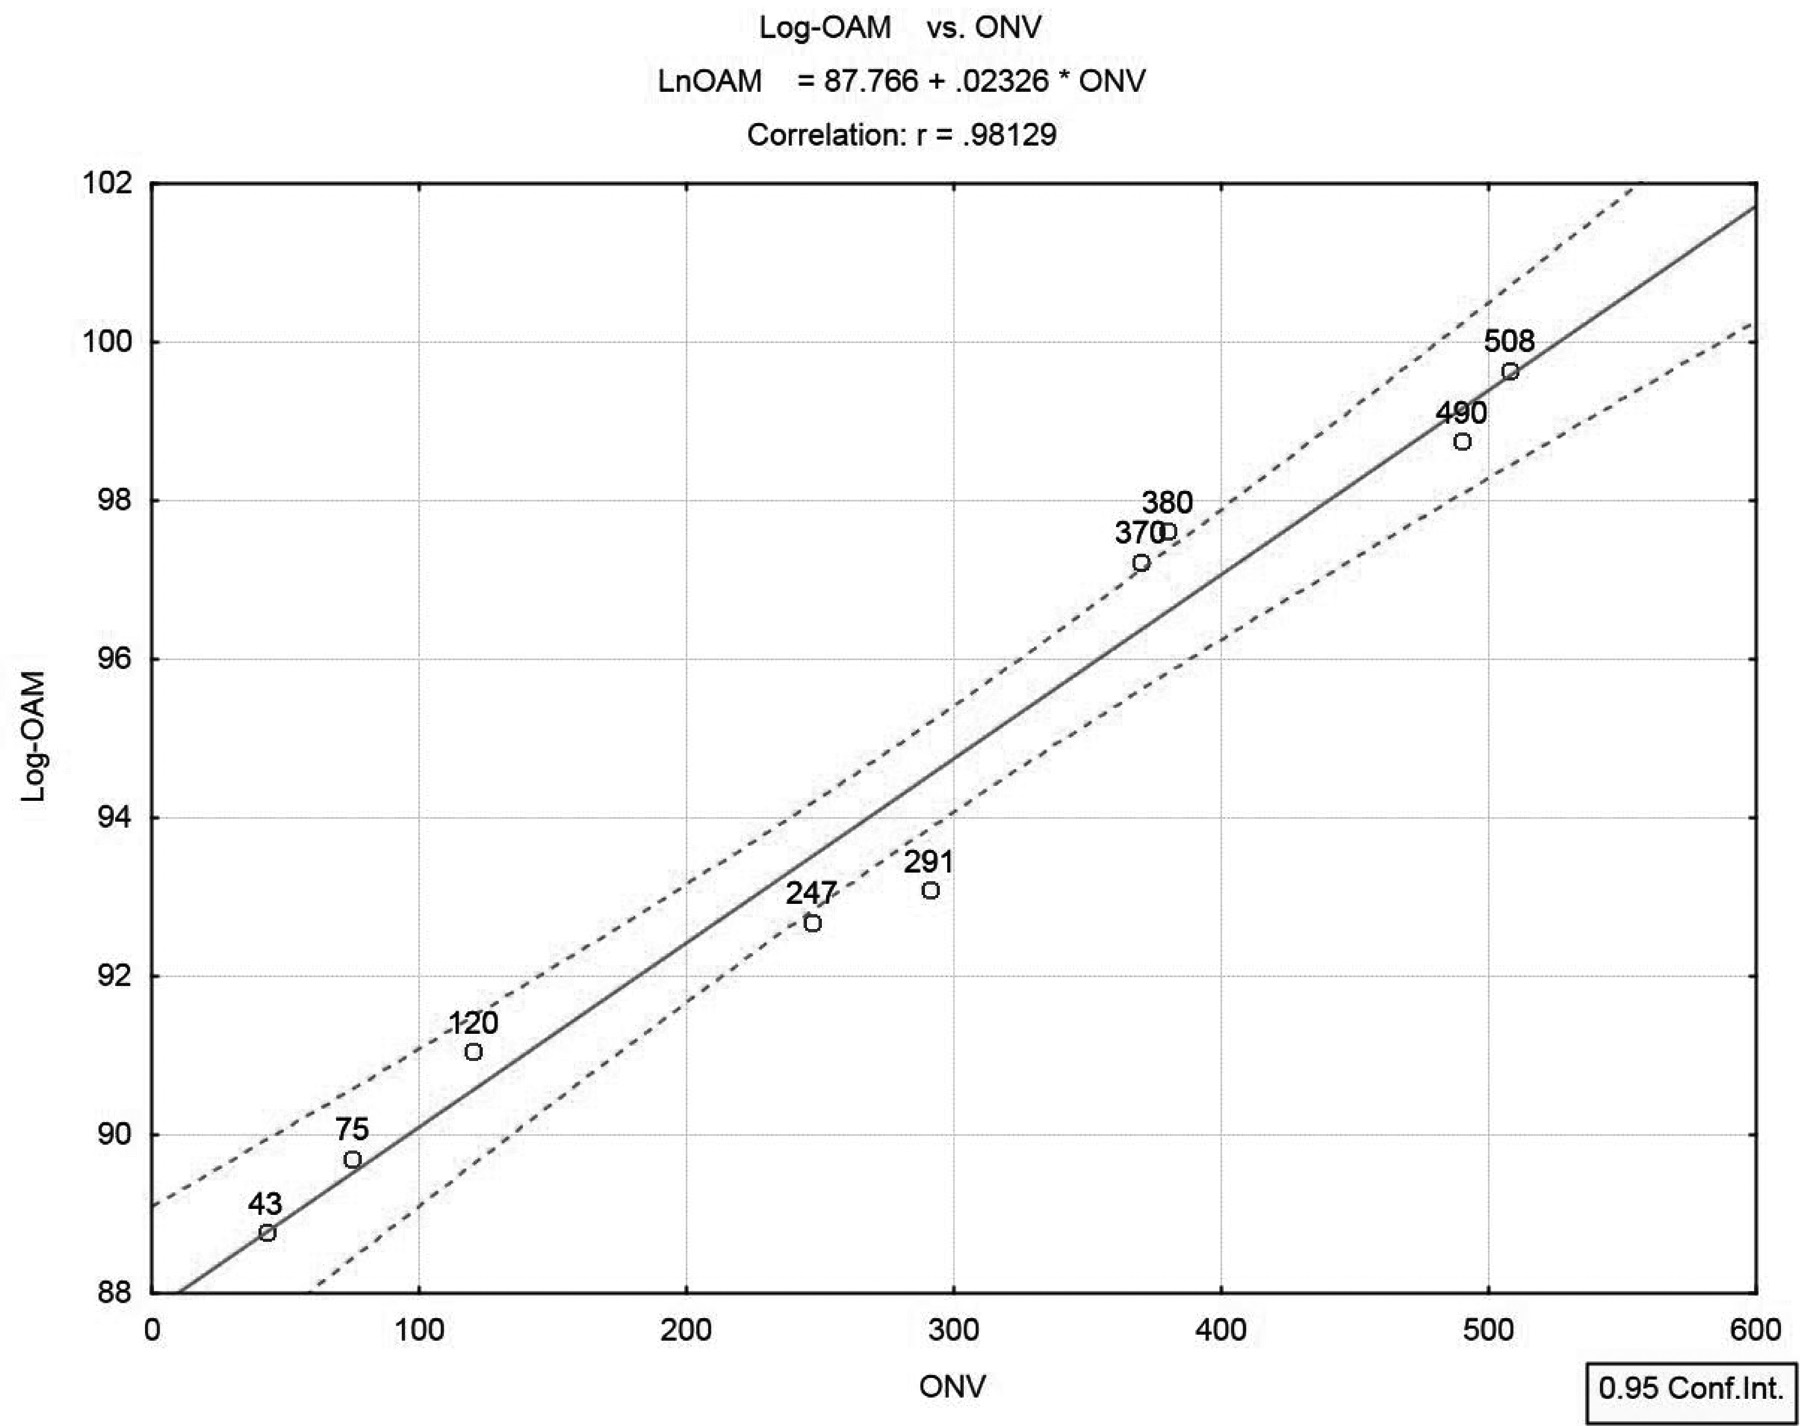 Log-OAM vs. ONV
LnOAM = 87.766 + .02326 * ONV
Correlation: r = .98129
102
100
98
96
94
92
90
88
Log-OAM
508
490
380
370
291
247
120
75
43
0 100 200 300 400 500 600
ONV
0.95 Conf.Int.